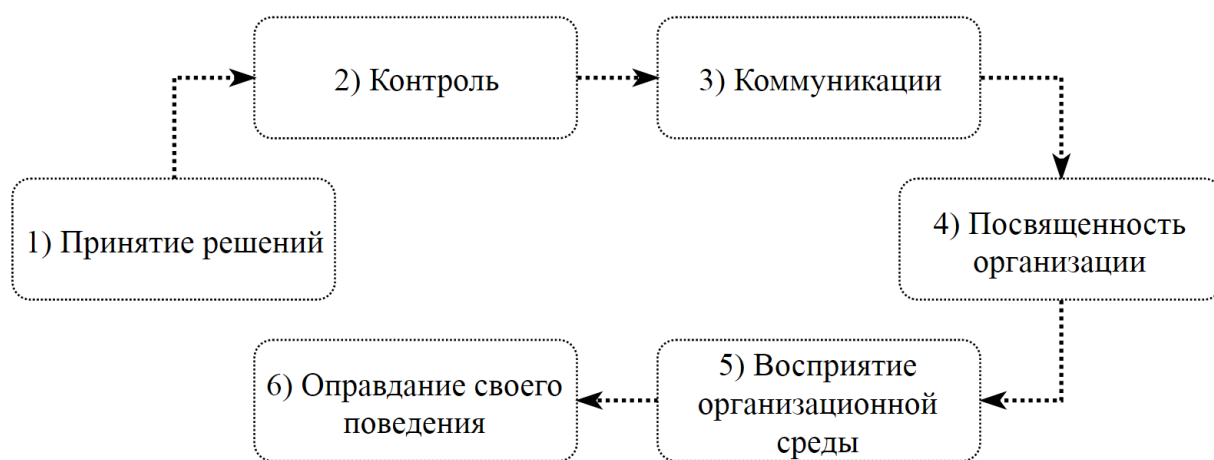 1) Принятие решений
2) Контроль
3) Коммуникации
4) Посвященность
организации
5) Восприятие
организационной
среды
6) Оправдание своего
поведения